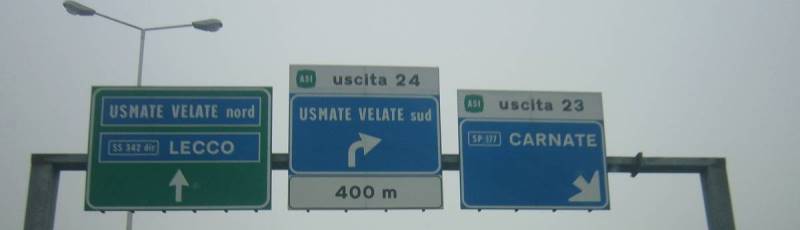 USMATE VELATE nord
SS 342 dir LECCO
A51 uscita 24
USMATE VELATE sud
400 m
A51 uscita 23
SP 177 CARNATE